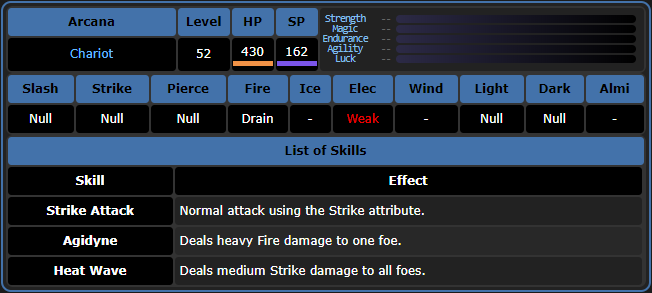 Arcana Level HP SP
Chariot 52 430 162
Strength --
Magic --
Endurance --
Agility --
Luck --
Slash Strike Pierce Fire Ice Elec Wind Light Dark Almi
Null Null Null Drain - Weak - Null Null -
List of Skills
Skill Effect
Strike Attack Normal attack using the Strike attribute.
Agidyne Deals heavy Fire damage to one foe.
Heat Wave Deals medium Strike damage to all foes.